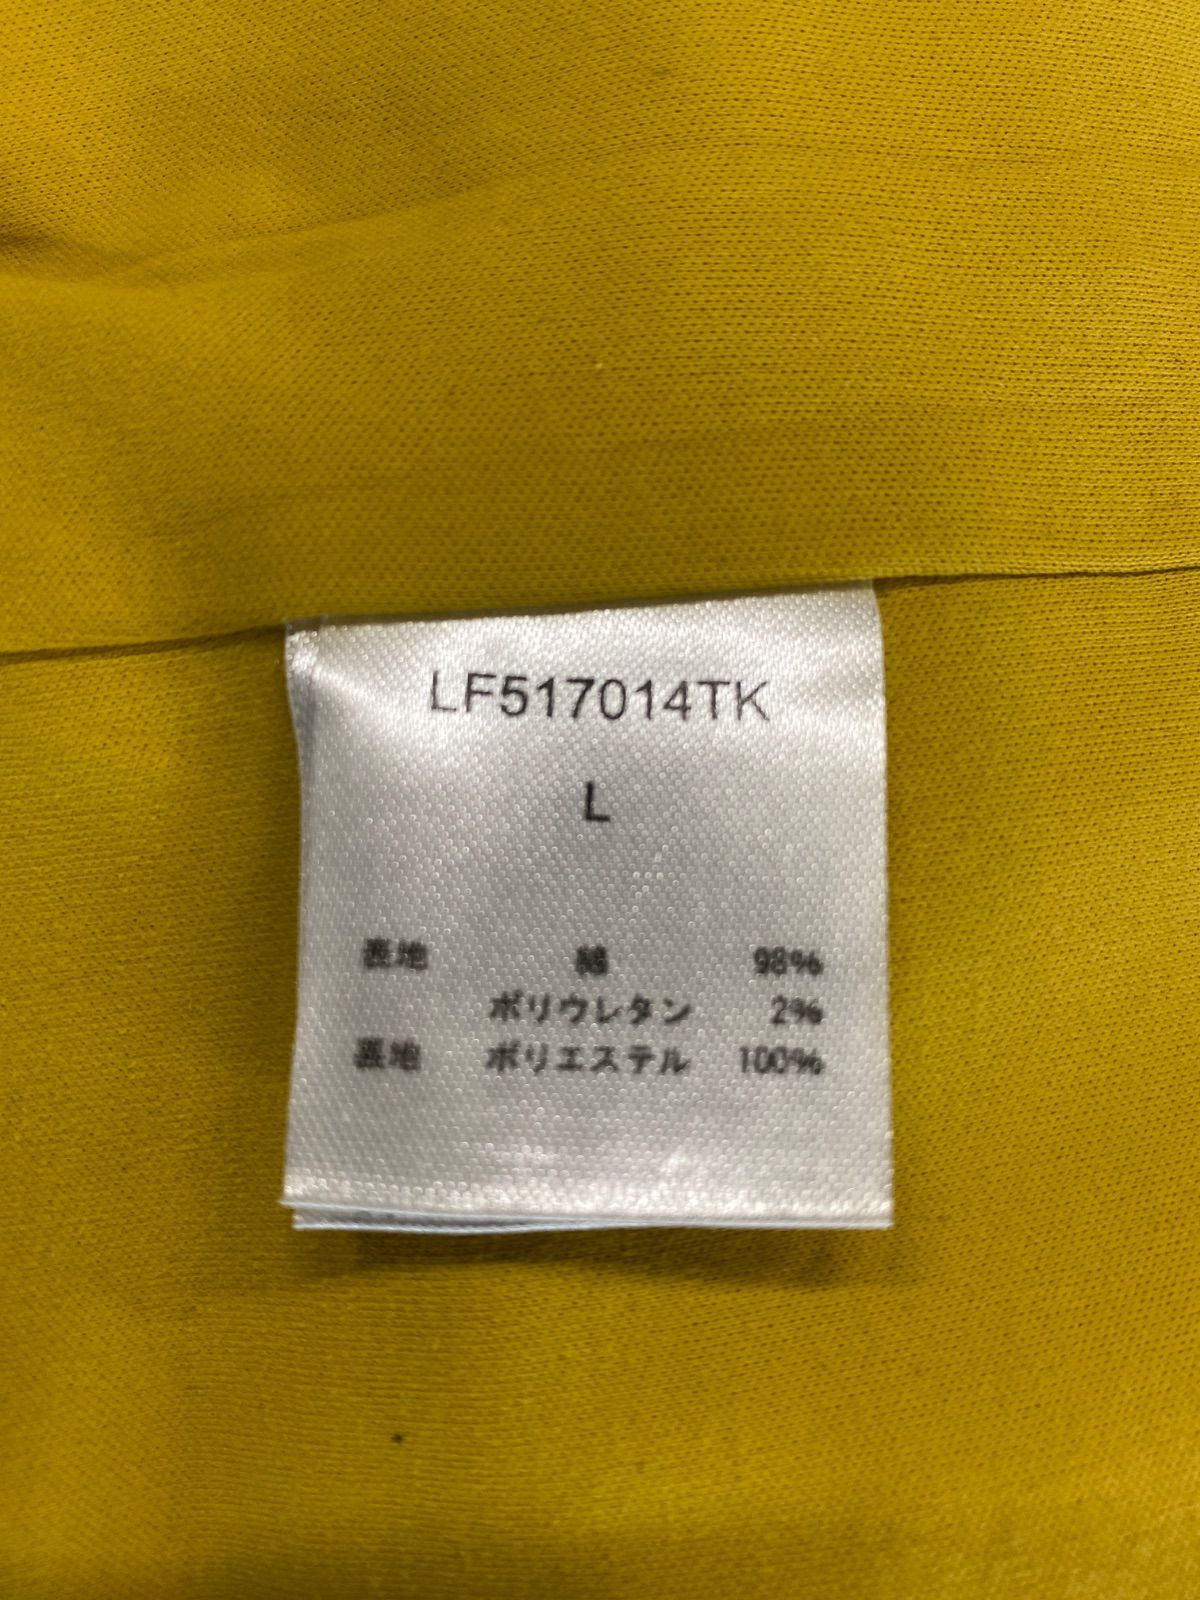 LF517014TK
L
表地 綿 98%
ポリウレタン 2%
裏地 ポリエステル 100%